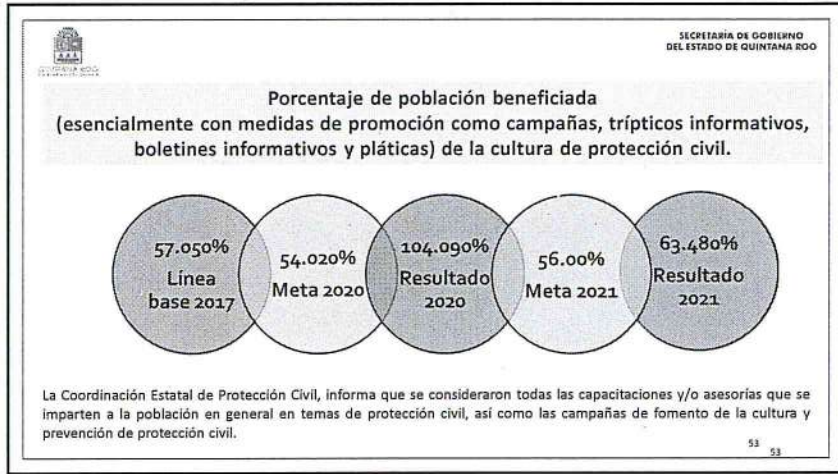 SECRETARÍA DE GOBIERNO
DEL ESTADO DE QUINTANA ROO
QUINTANA ROO
Porcentaje de población beneficiada
(esencialmente con medidas de promoción como campañas, trípticos informativos,
boletines informativos y pláticas) de la cultura de protección civil.
57.050%
Línea
base 2017
54.020%
Meta 2020
104.090%
Resultado
2020
56.00%
Meta 2021
63.480%
Resultado
2021
La Coordinación Estatal de Protección Civil, informa que se consideraron todas las capacitaciones y/o asesorías que se
imparten a la población en general en temas de protección civil, así como las campañas de fomento de la cultura y
prevención de protección civil.
53
53